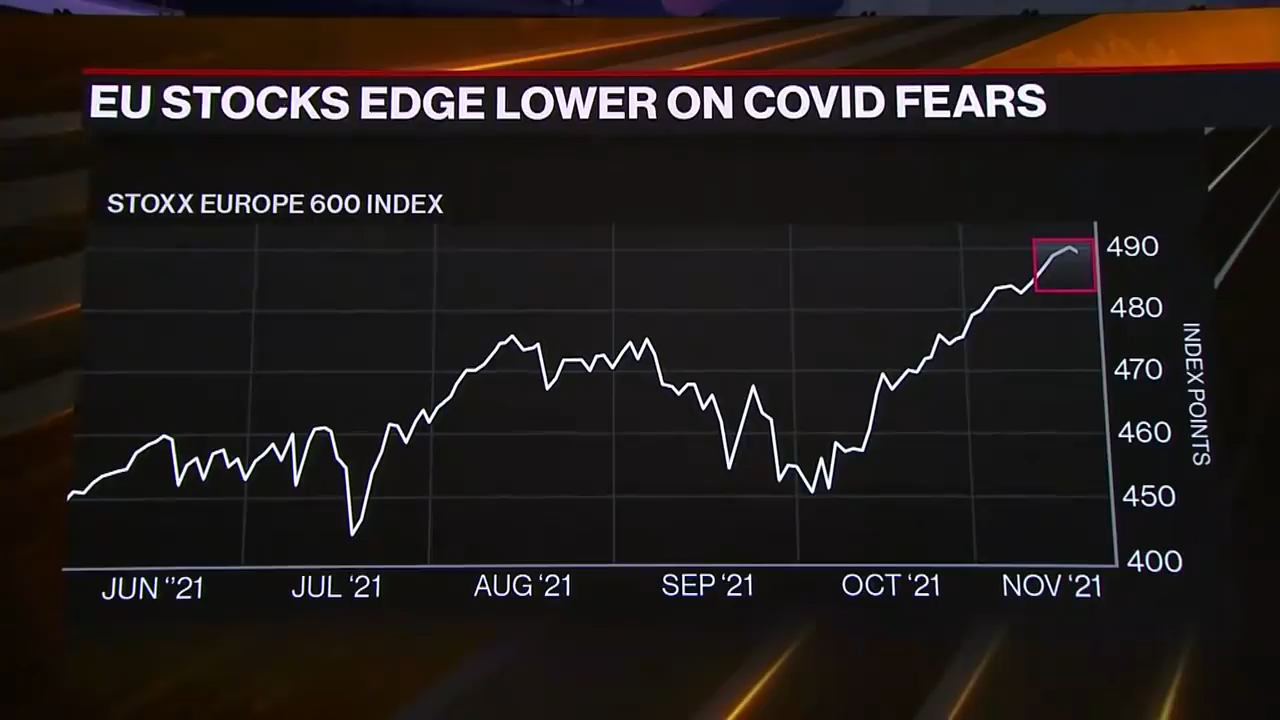 EU STOCKS EDGE LOWER ON COVID FEARS
STOXX EUROPE 600 INDEX
490
480
470
460
450
400
INDEX POINTS
JUN ‘'21
JUL ‘21
AUG ‘21
SEP ‘21
OCT ‘21
NOV ‘21